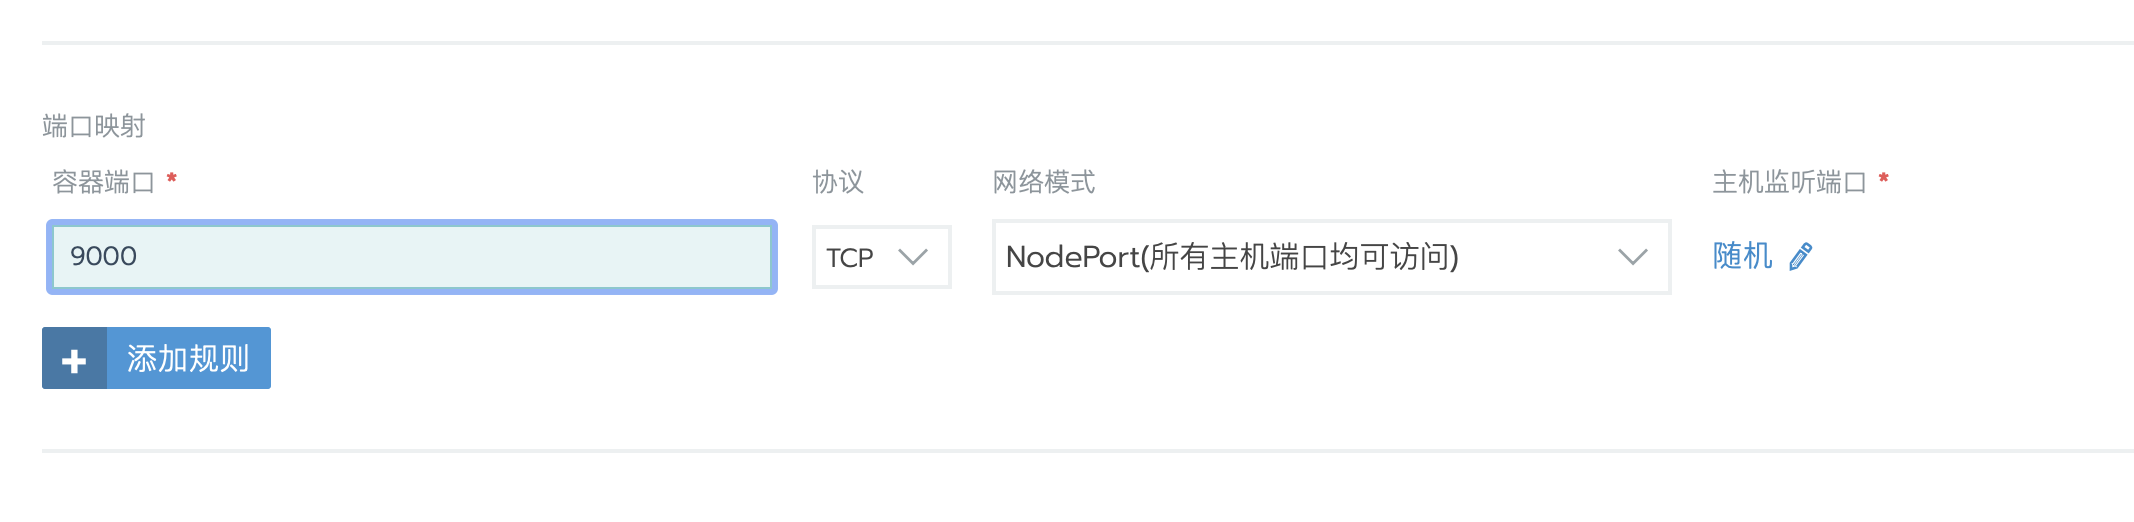 端口映射
容器端口 * 协议 网络模式 主机监听端口 *
9000 TCP NodePort(所有主机端口均可访问) 随机
添加规则